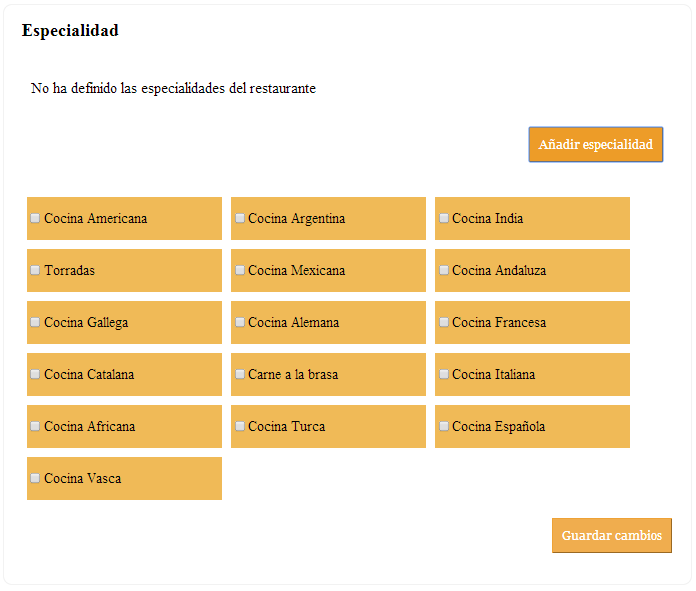 Especialidad
No ha definido las especialidades del restaurante
Añadir especialidad
Cocina Americana Cocina Argentina Cocina India
Torradas Cocina Mexicana Cocina Andaluza
Cocina Gallega Cocina Alemana Cocina Francesa
Cocina Catalana Carne a la brasa Cocina Italiana
Cocina Africana Cocina Turca Cocina Española
Cocina Vasca
Guardar cambios